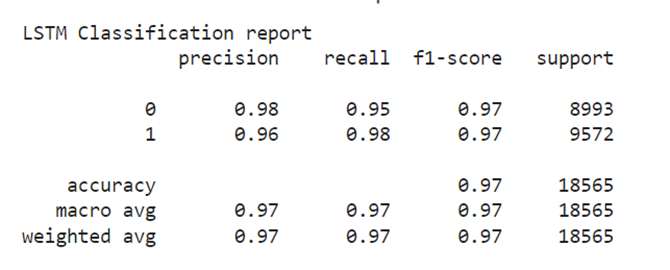 LSTM Classification report
precision recall f1-score support
0 0.98 0.95 0.97 8993
1 0.96 0.98 0.97 9572
accuracy 0.97 18565
macro avg 0.97 0.97 0.97 18565
weighted avg 0.97 0.97 0.97 18565